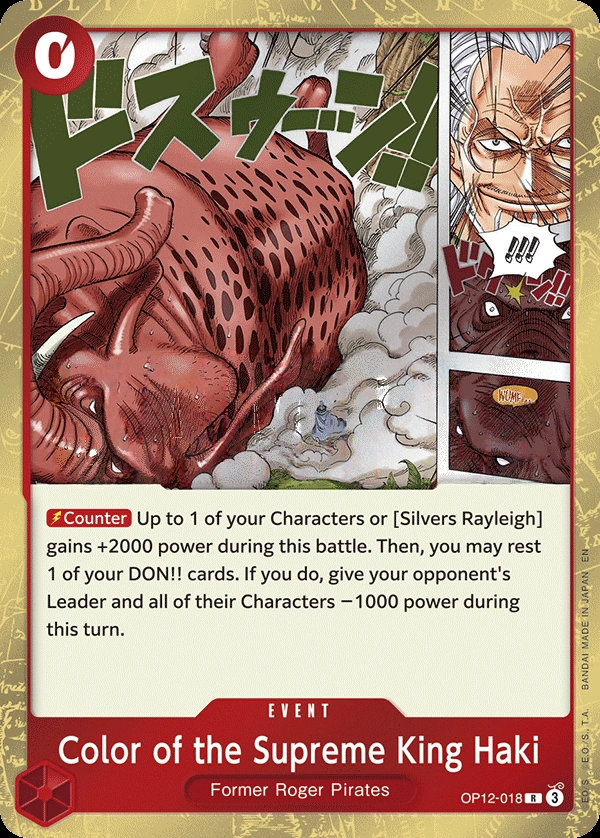 0
ドスゥーン!!
!!!
ドォーン!!
⚡Counter Up to 1 of your Characters or [Silvers Rayleigh]
gains +2000 power during this battle. Then, you may rest
1 of your DON!! cards. If you do, give your opponent's
Leader and all of their Characters −1000 power during
this turn.
EVENT
Color of the Supreme King Haki
Former Roger Pirates
OP12-018 R 3
BANDAI MADE IN JAPAN EN